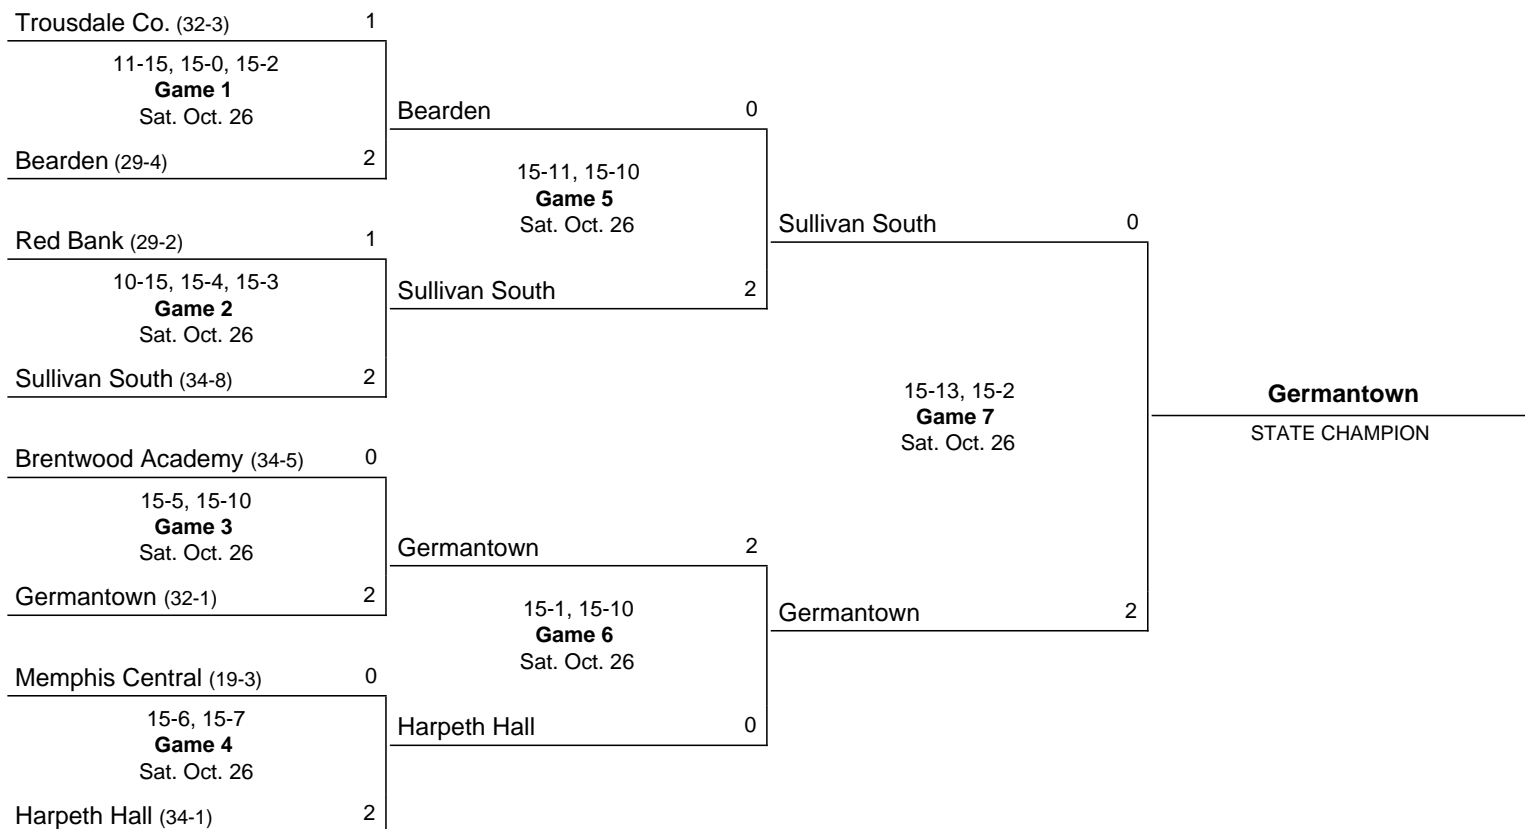 Trousdale Co. (32-3) 1
11-15, 15-0, 15-2
Game 1
Sat. Oct. 26
Bearden (29-4) 2
Red Bank (29-2) 1
10-15, 15-4, 15-3
Game 2
Sat. Oct. 26
Sullivan South (34-8) 2
Brentwood Academy (34-5) 0
15-5, 15-10
Game 3
Sat. Oct. 26
Germantown (32-1) 2
Memphis Central (19-3) 0
15-6, 15-7
Game 4
Sat. Oct. 26
Harpeth Hall (34-1) 2
Bearden 0
15-11, 15-10
Game 5
Sat. Oct. 26
Sullivan South 2
Germantown 2
15-1, 15-10
Game 6
Sat. Oct. 26
Harpeth Hall 0
Sullivan South 0
15-13, 15-2
Game 7
Sat. Oct. 26
Germantown 2
Germantown
STATE CHAMPION